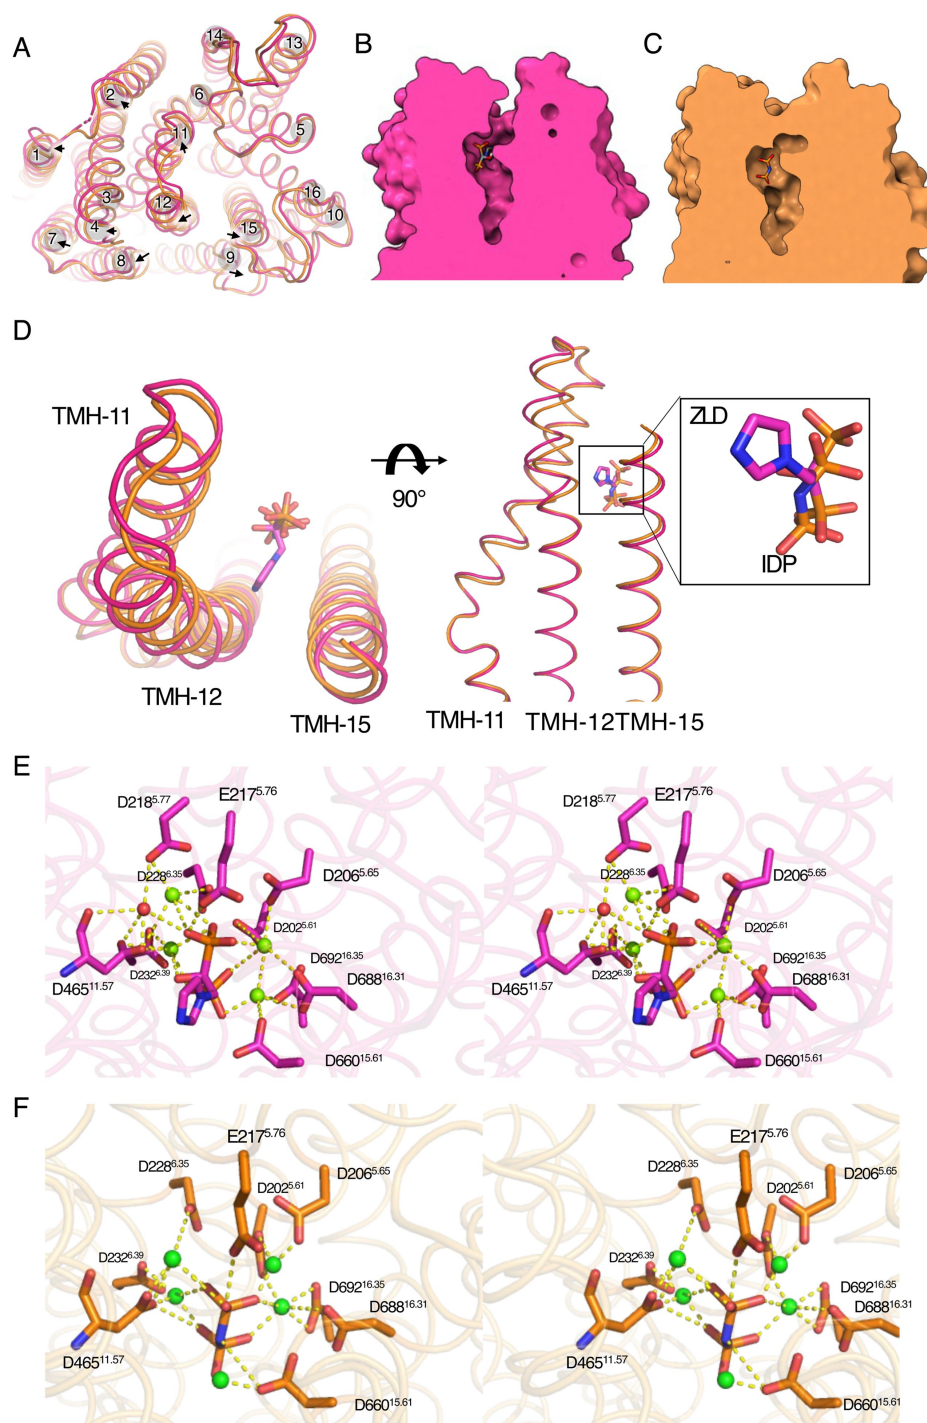 A
B
C
14
13
2
6
11
5
1
3
12
16
10
7
4
15
8
9
D
TMH-11
ZLD
90°
IDP
TMH-12
TMH-15
TMH-11
TMH-12
TMH-15
E
D218^5.77
E217^5.76
D228^6.35
D206^5.65
D202^5.61
D692^16.35
D232^6.39
D688^16.31
D465^11.57
D660^15.61
D218^5.77
E217^5.76
D228^6.35
D206^5.65
D202^5.61
D692^16.35
D232^6.39
D688^16.31
D465^11.57
D660^15.61
F
E217^5.76
D228^6.35
D206^5.65
D202^5.61
D232^6.39
D692^16.35
D688^16.31
D465^11.57
D660^15.61
E217^5.76
D228^6.35
D206^5.65
D202^5.61
D232^6.39
D692^16.35
D688^16.31
D465^11.57
D660^15.61